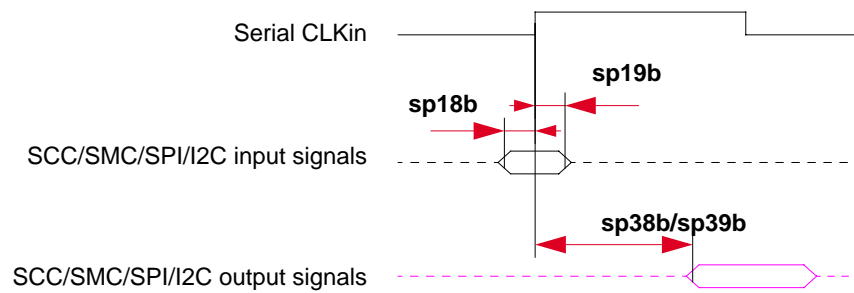 Serial CLKin
sp19b
sp18b
SCC/SMC/SPI/I2C input signals
sp38b/sp39b
SCC/SMC/SPI/I2C output signals